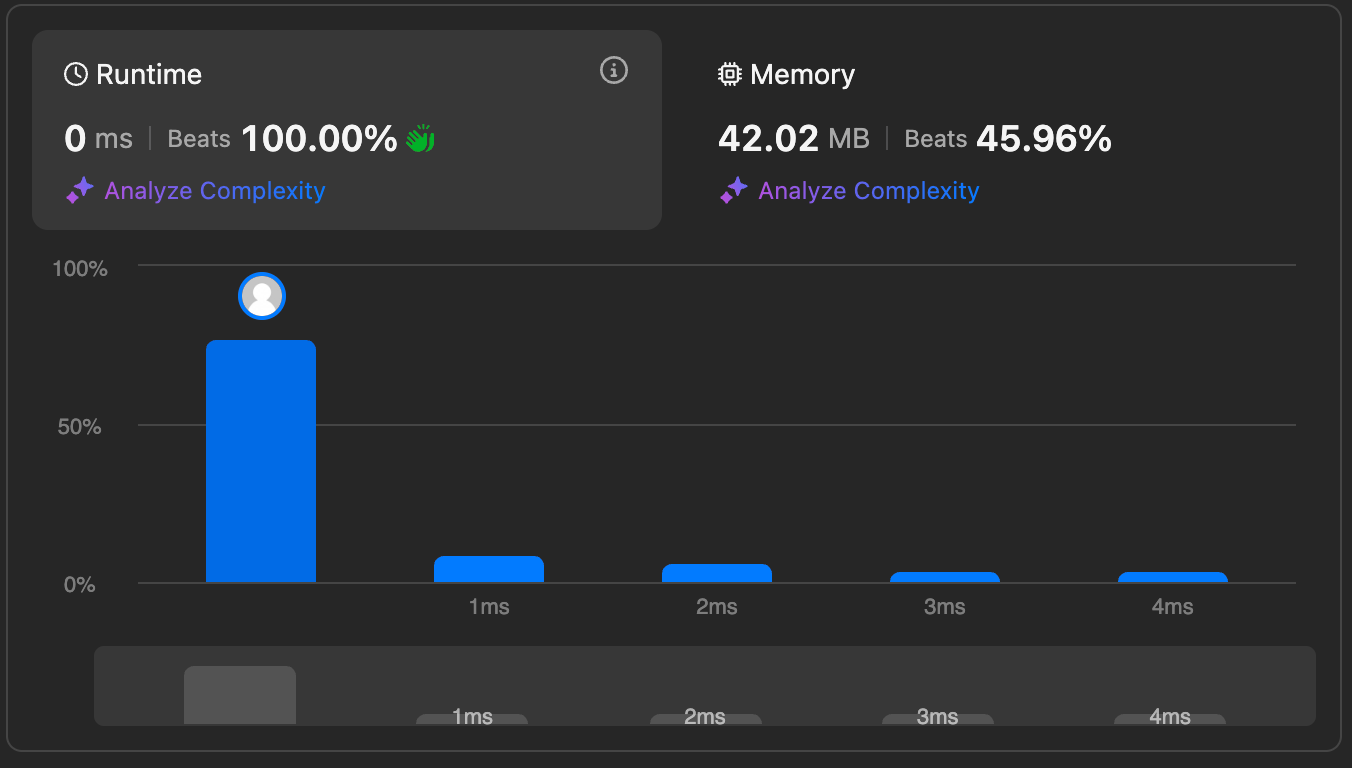 Runtime
0 ms | Beats 100.00%
Analyze Complexity
Memory
42.02 MB | Beats 45.96%
Analyze Complexity
100%
50%
0%
1ms 2ms 3ms 4ms
1ms 2ms 3ms 4ms